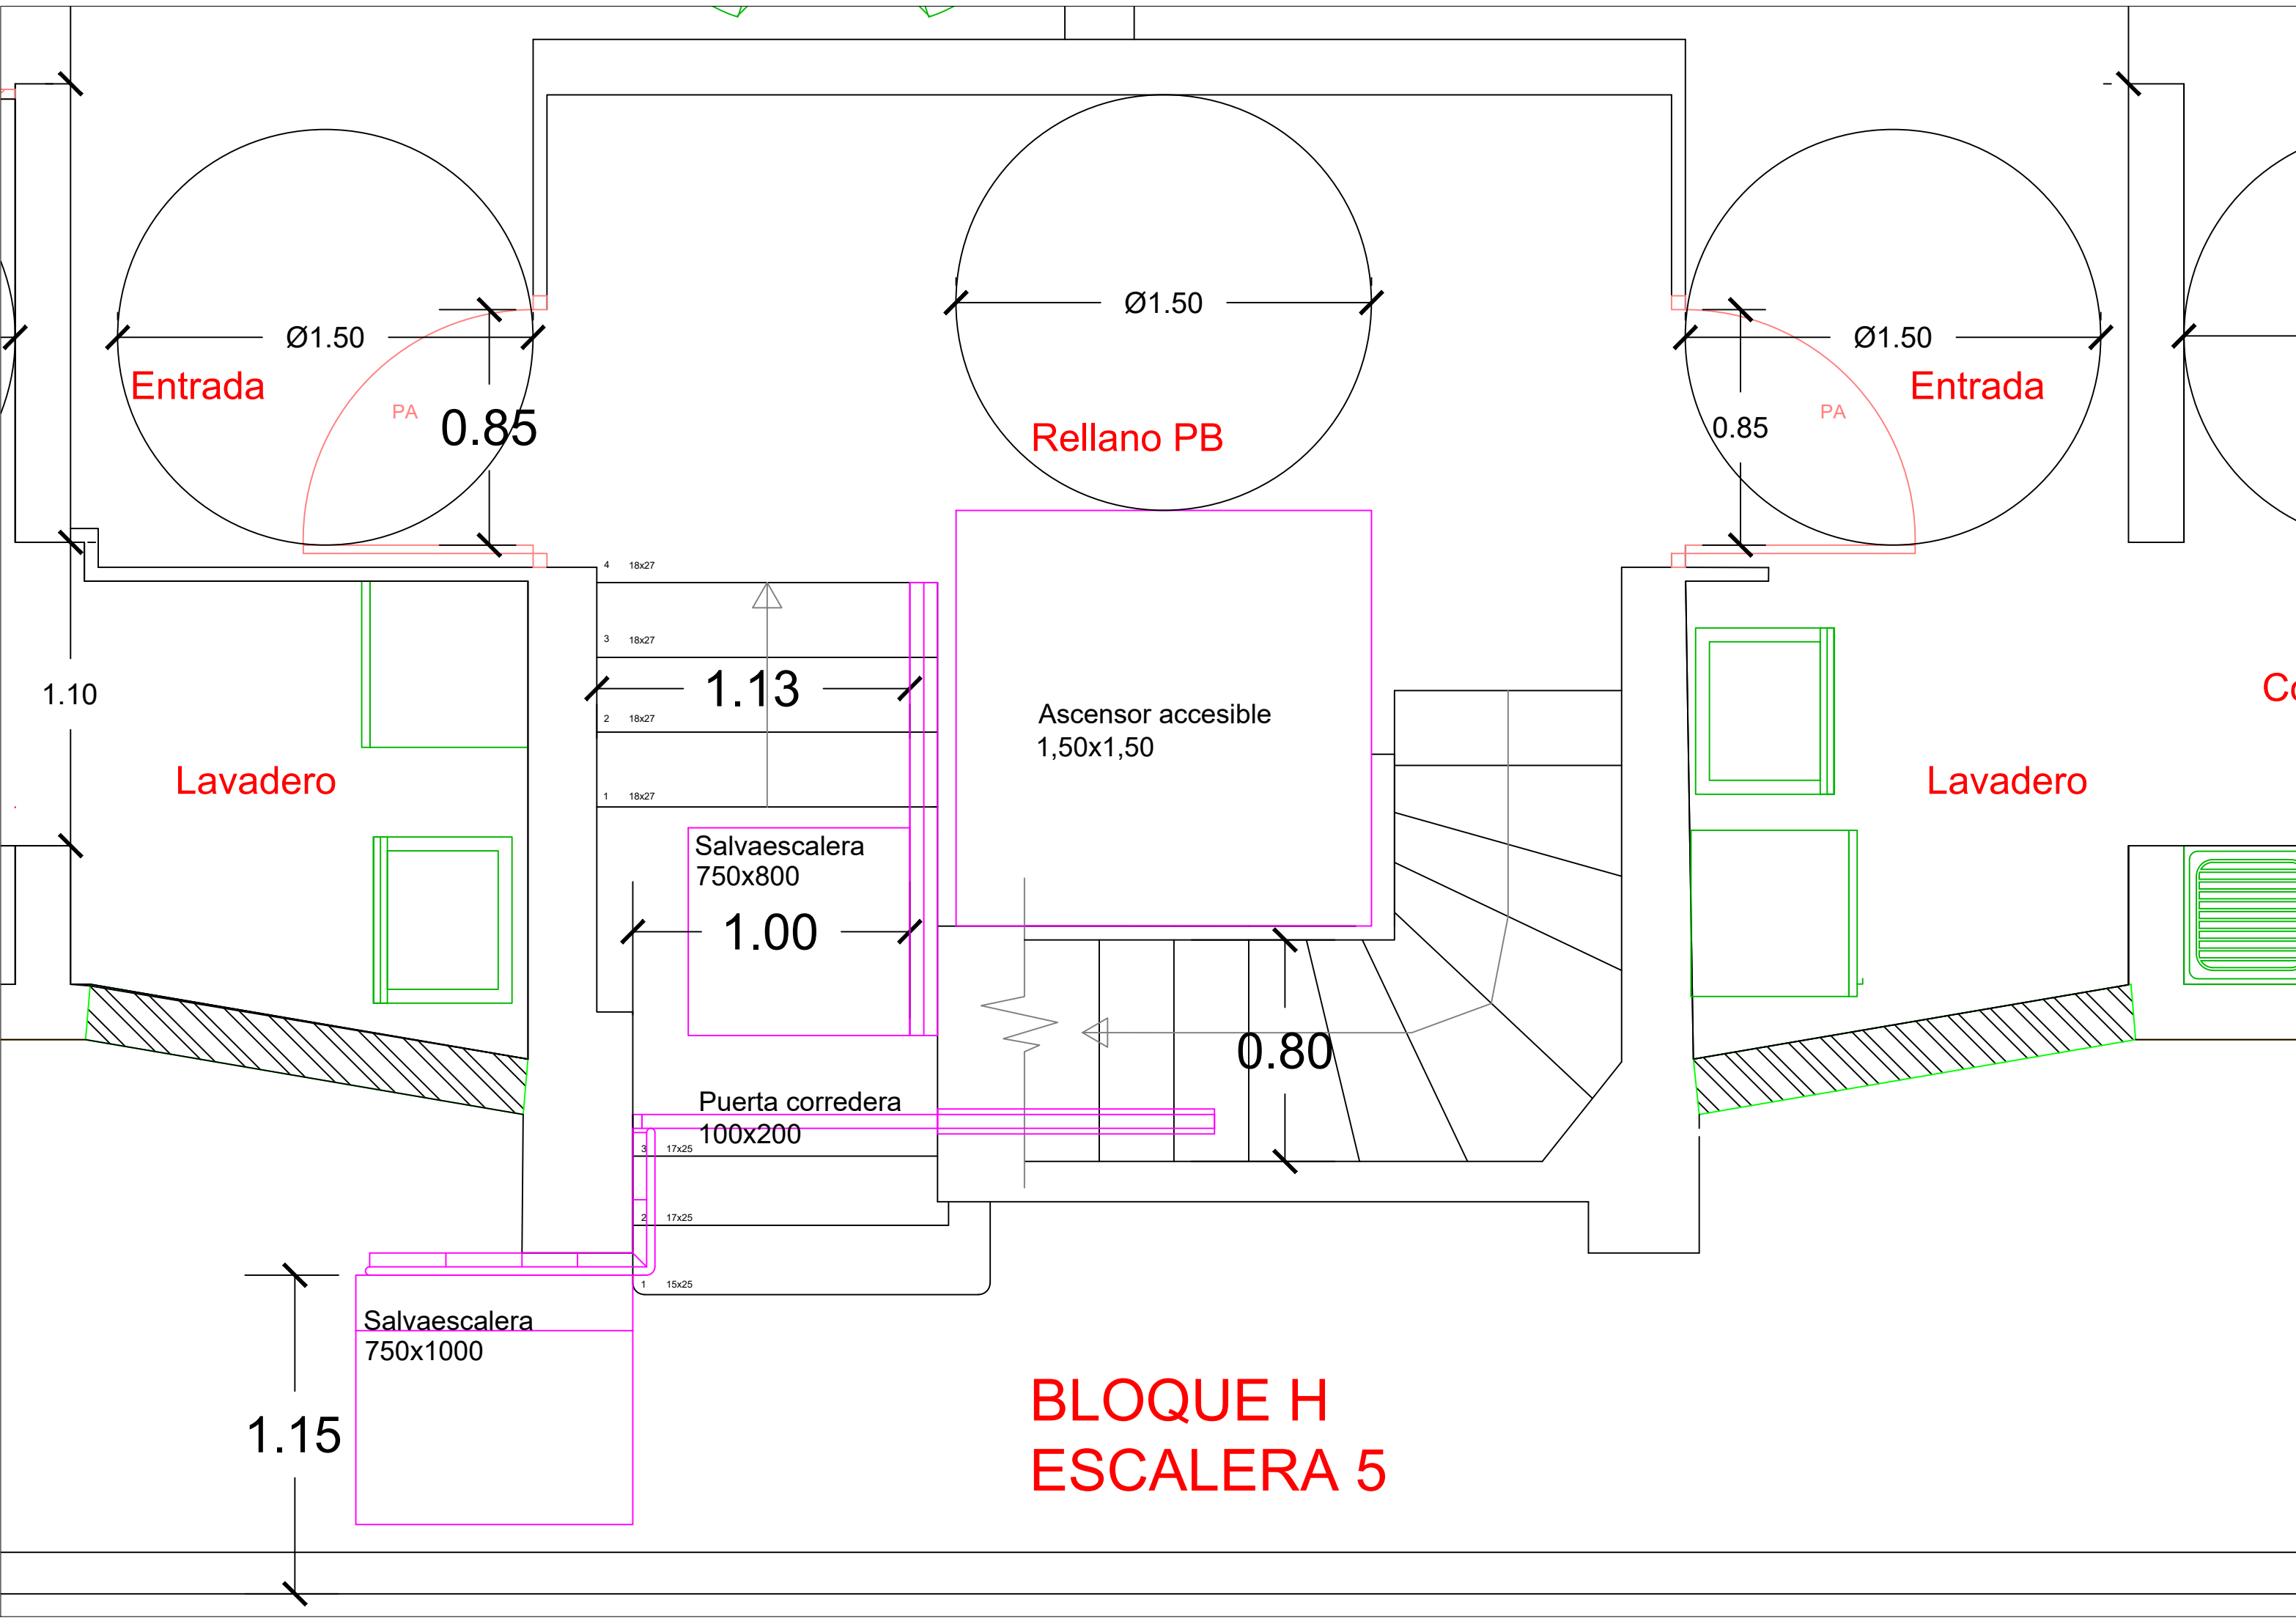 Ø1.50
Ø1.50
Ø1.50
Entrada
PA
0.85
Rellano PB
0.85
PA
Entrada
4 18x27
3 18x27
1.13
2 18x27
1 18x27
1.10
Lavadero
Ascensor accesible
1,50x1,50
Lavadero
Salvaescalera
750x800
1.00
0.80
Puerta corredera
100x200
3 17x25
2 17x25
1 15x25
Salvaescalera
750x1000
1.15
BLOQUE H
ESCALERA 5